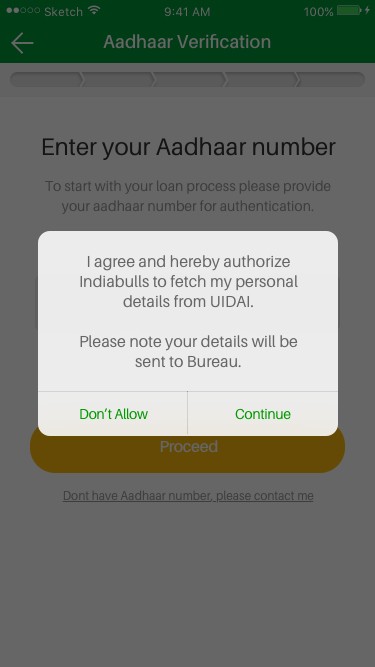 Sketch 9:41 AM 100%
Aadhaar Verification
Enter your Aadhaar number
To start with your loan process please provide
your aadhaar number for authentication.
I agree and hereby authorize
Indiabulls to fetch my personal
details from UIDAI.
Please note your details will be
sent to Bureau.
Don't Allow Continue
Proceed
Dont have Aadhaar number, please contact me